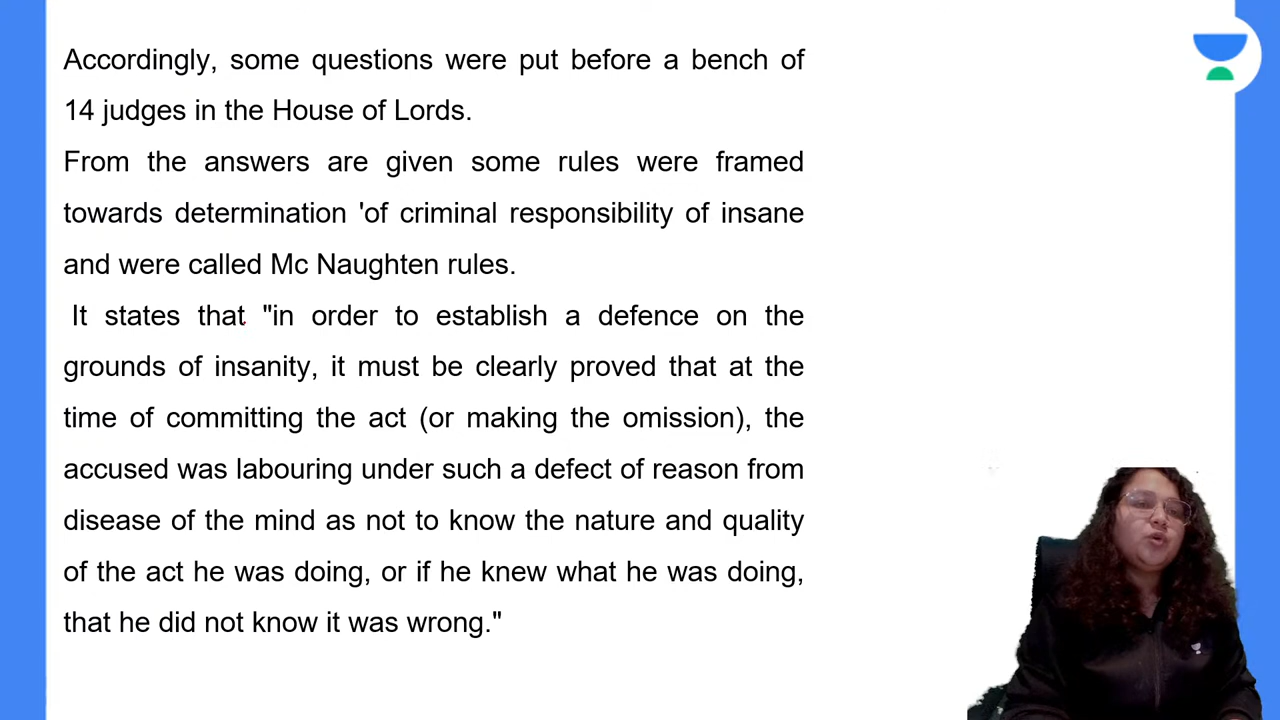 Accordingly, some questions were put before a bench of
14 judges in the House of Lords.
From the answers are given some rules were framed
towards determination 'of criminal responsibility of insane
and were called Mc Naughten rules.
It states that "in order to establish a defence on the
grounds of insanity, it must be clearly proved that at the
time of committing the act (or making the omission), the
accused was labouring under such a defect of reason from
disease of the mind as not to know the nature and quality
of the act he was doing, or if he knew what he was doing,
that he did not know it was wrong."